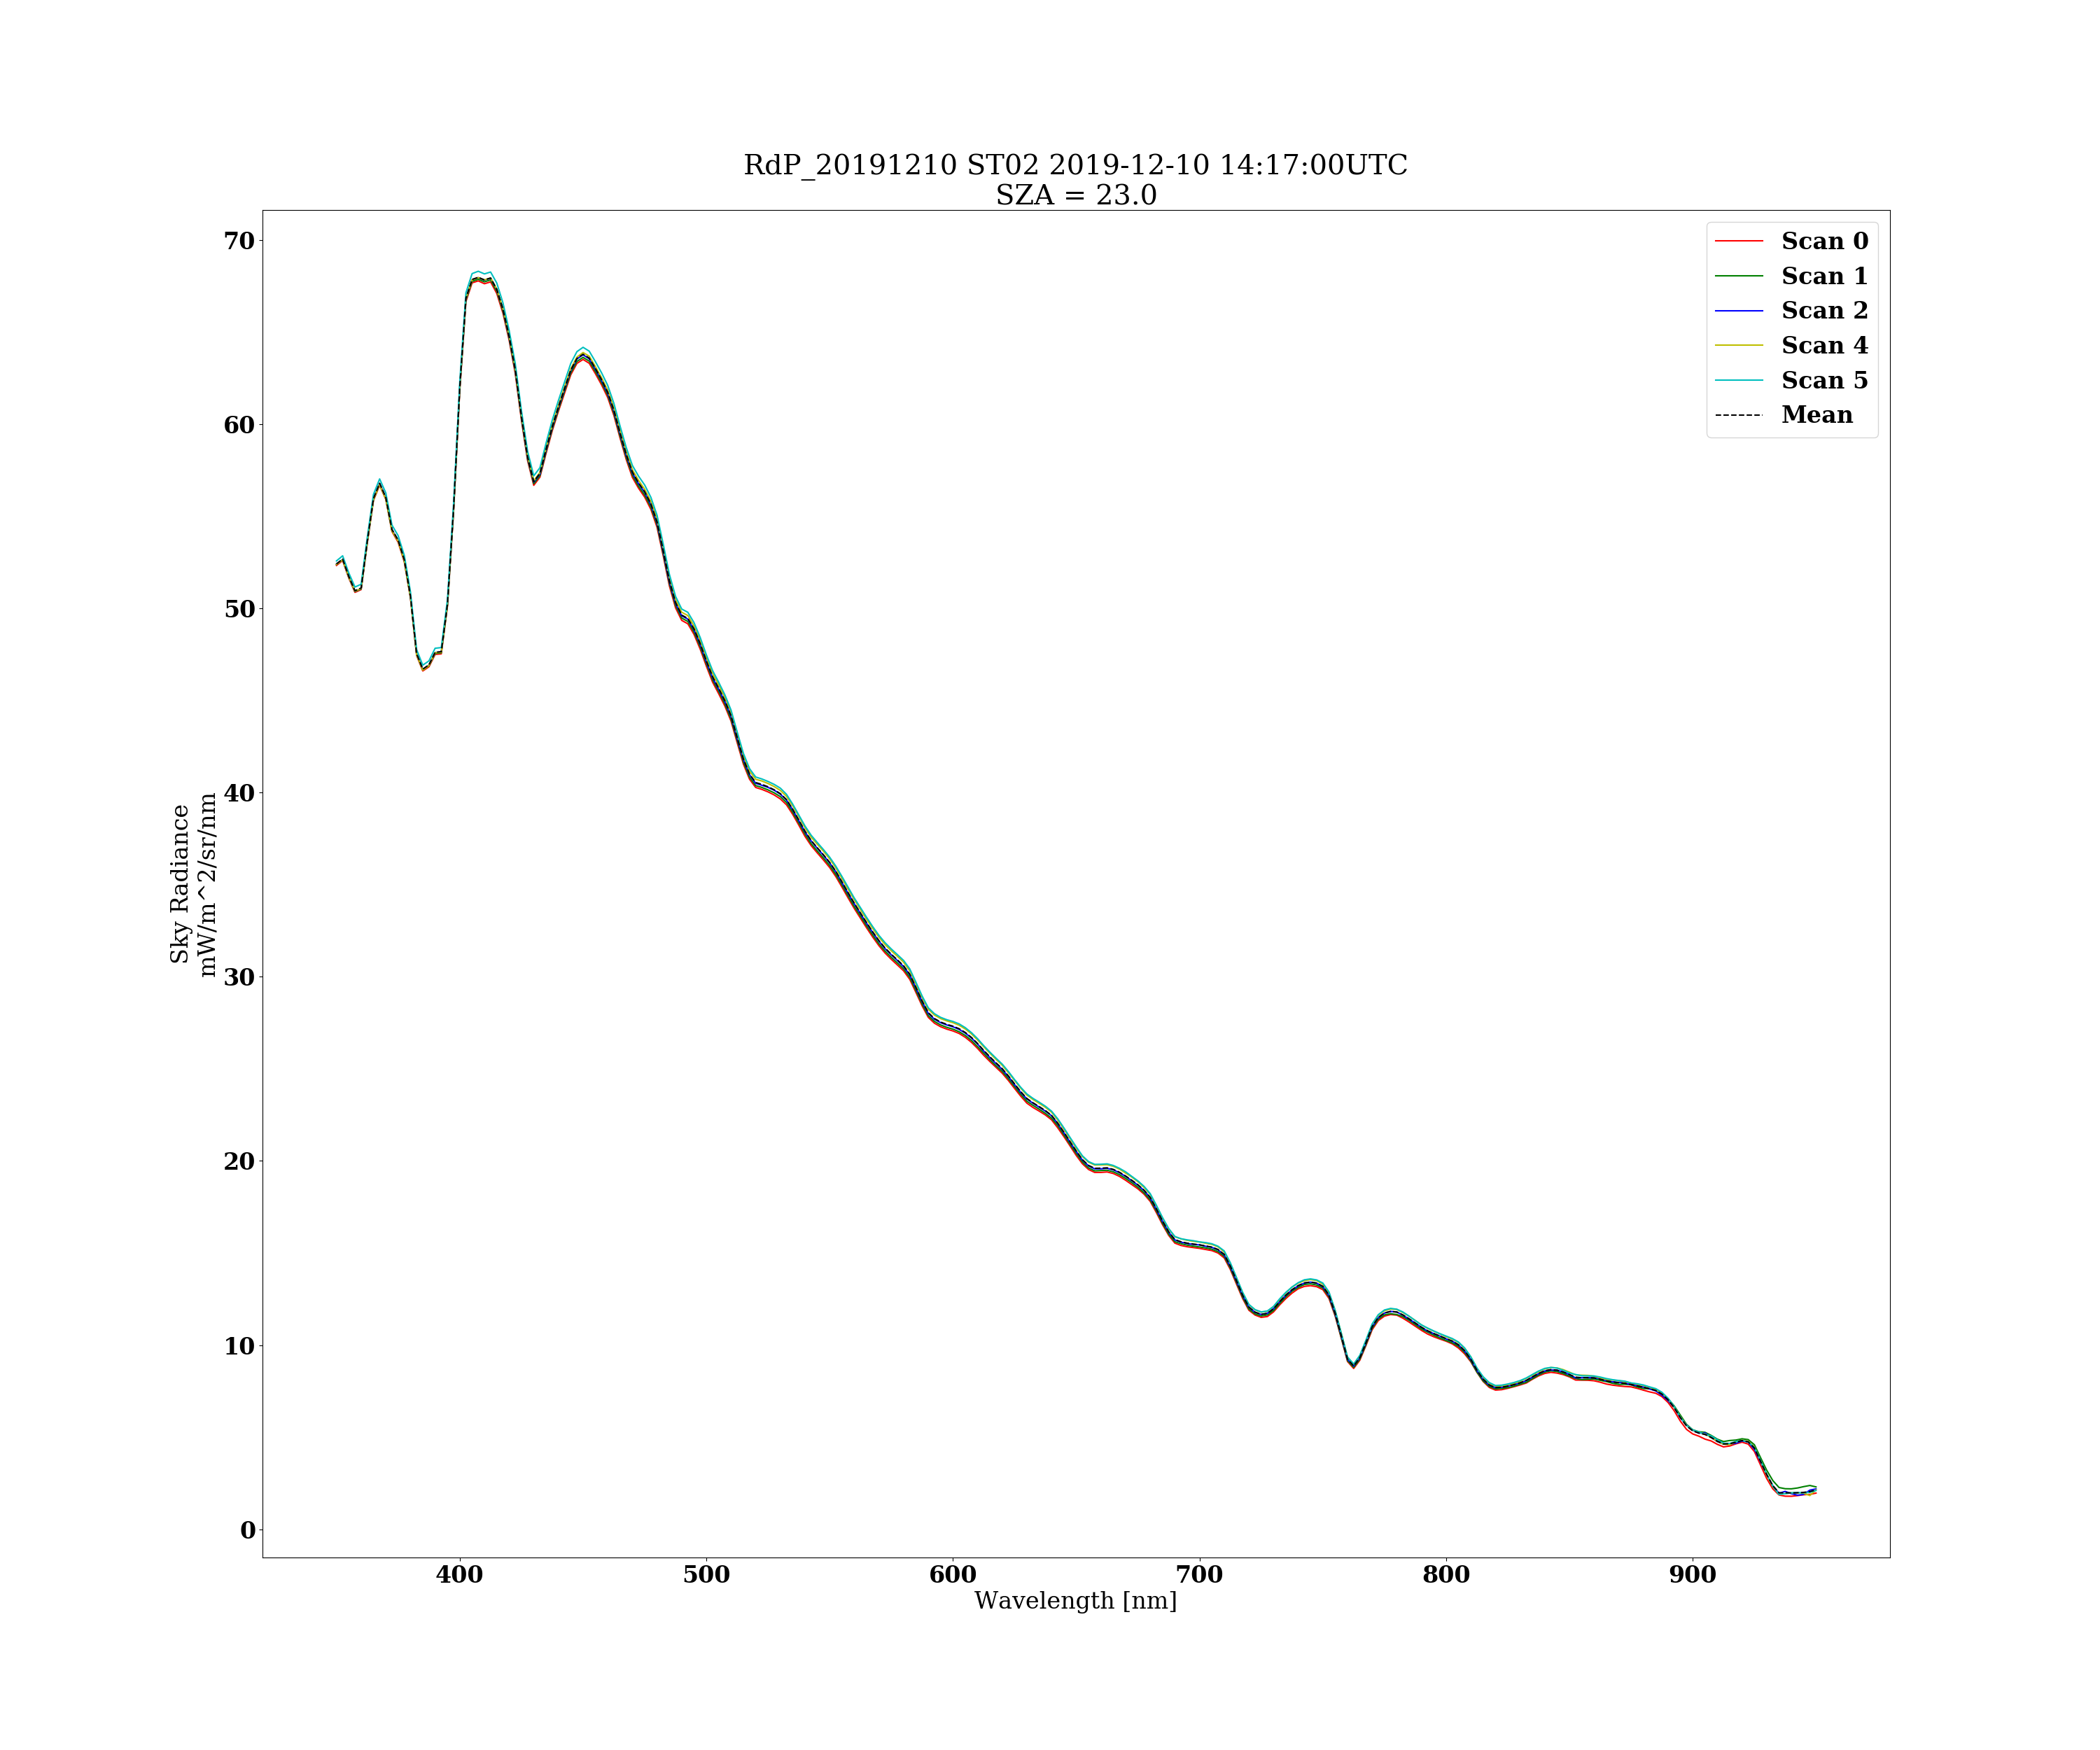 RdP_20191210 ST02 2019-12-10 14:17:00UTC
SZA = 23.0
70
60
50
40
30
20
10
0
Sky Radiance
mW/m^2/sr/nm
Scan 0
Scan 1
Scan 2
Scan 4
Scan 5
Mean
400 500 600 700 800 900
Wavelength [nm]